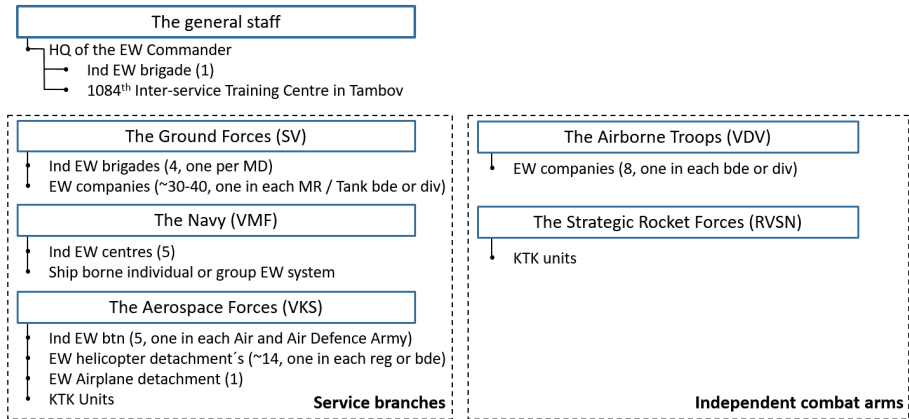 The general staff
HQ of the EW Commander
Ind EW brigade (1)
1084th Inter-service Training Centre in Tambov
The Ground Forces (SV)
Ind EW brigades (4, one per MD)
EW companies (~30-40, one in each MR / Tank bde or div)
The Navy (VMF)
Ind EW centres (5)
Ship borne individual or group EW system
The Aerospace Forces (VKS)
Ind EW btn (5, one in each Air and Air Defence Army)
EW helicopter detachment´s (~14, one in each reg or bde)
EW Airplane detachment (1)
KTK Units
Service branches
The Airborne Troops (VDV)
EW companies (8, one in each bde or div)
The Strategic Rocket Forces (RVSN)
KTK units
Independent combat arms